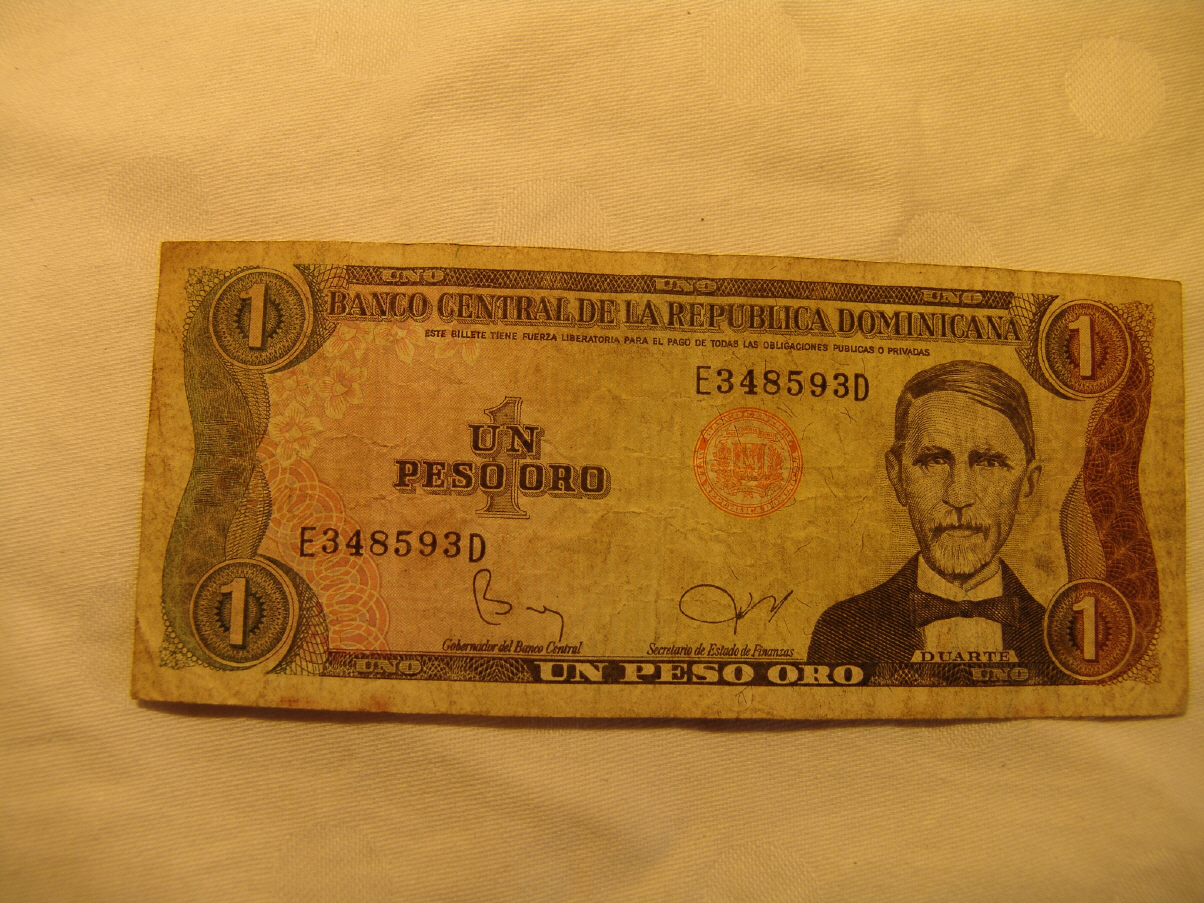 UNO UNO UNO
1 1
BANCO CENTRAL DE LA REPUBLICA DOMINICANA
ESTE BILLETE TIENE FUERZA LIBERATORIA PARA EL PAGO DE TODAS LAS OBLIGACIONES PUBLICAS O PRIVADAS
E348593D
1
UN
PESO ORO
E348593D
1 1
Gobernador del Banco Central Secretario de Estado de Finanzas
DUARTE
UNO UN PESO ORO UNO